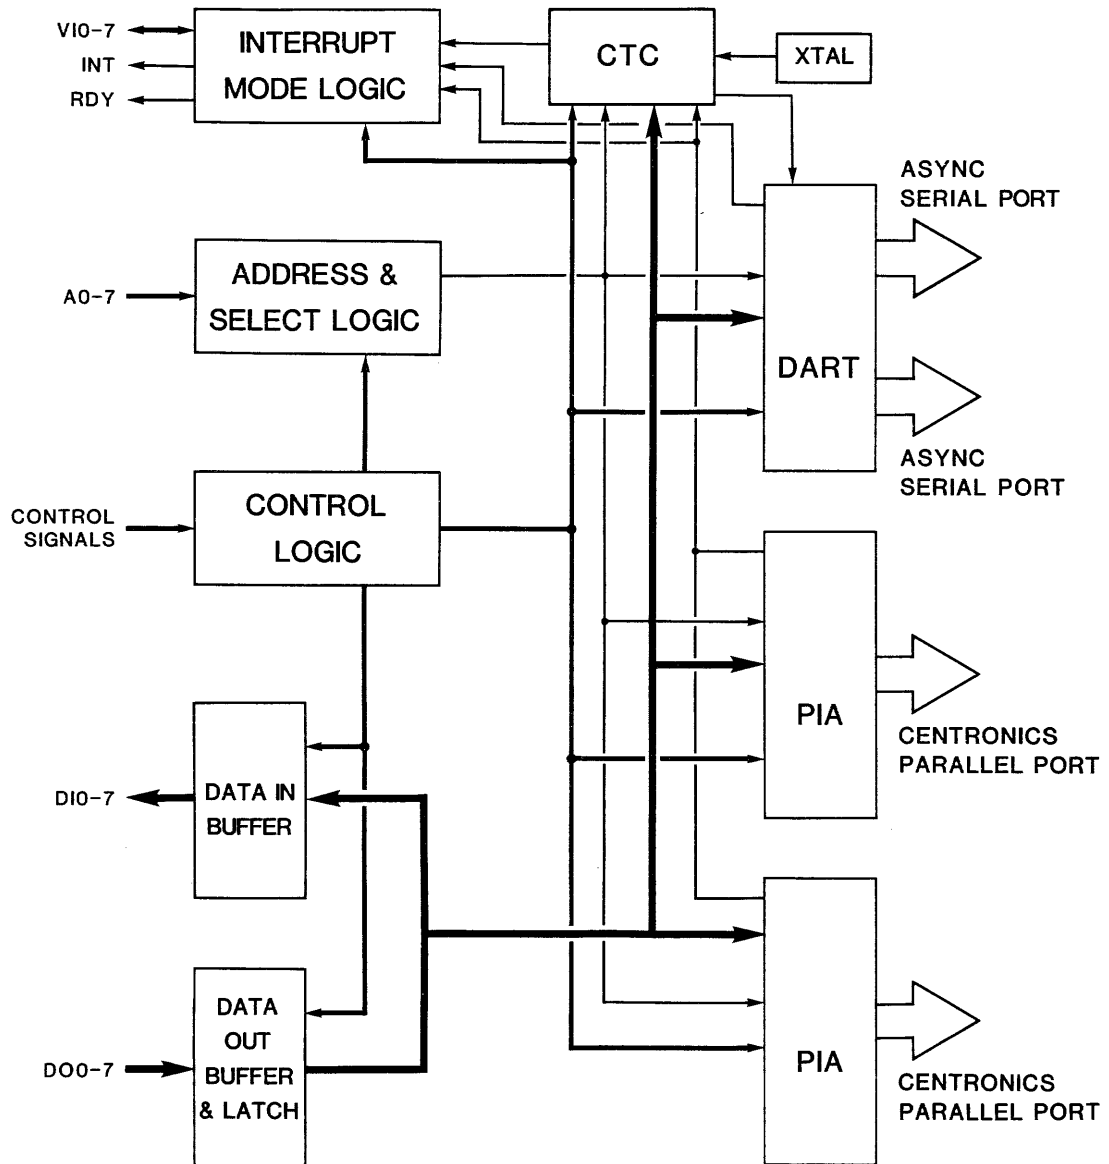 VI0-7
INT
RDY
INTERRUPT
MODE LOGIC
CTC
XTAL
ASYNC
SERIAL PORT
A0-7
ADDRESS &
SELECT LOGIC
DART
ASYNC
SERIAL PORT
CONTROL
SIGNALS
CONTROL
LOGIC
PIA
CENTRONICS
PARALLEL PORT
DI0-7
DATA IN
BUFFER
DO0-7
DATA
OUT
BUFFER
& LATCH
PIA
CENTRONICS
PARALLEL PORT